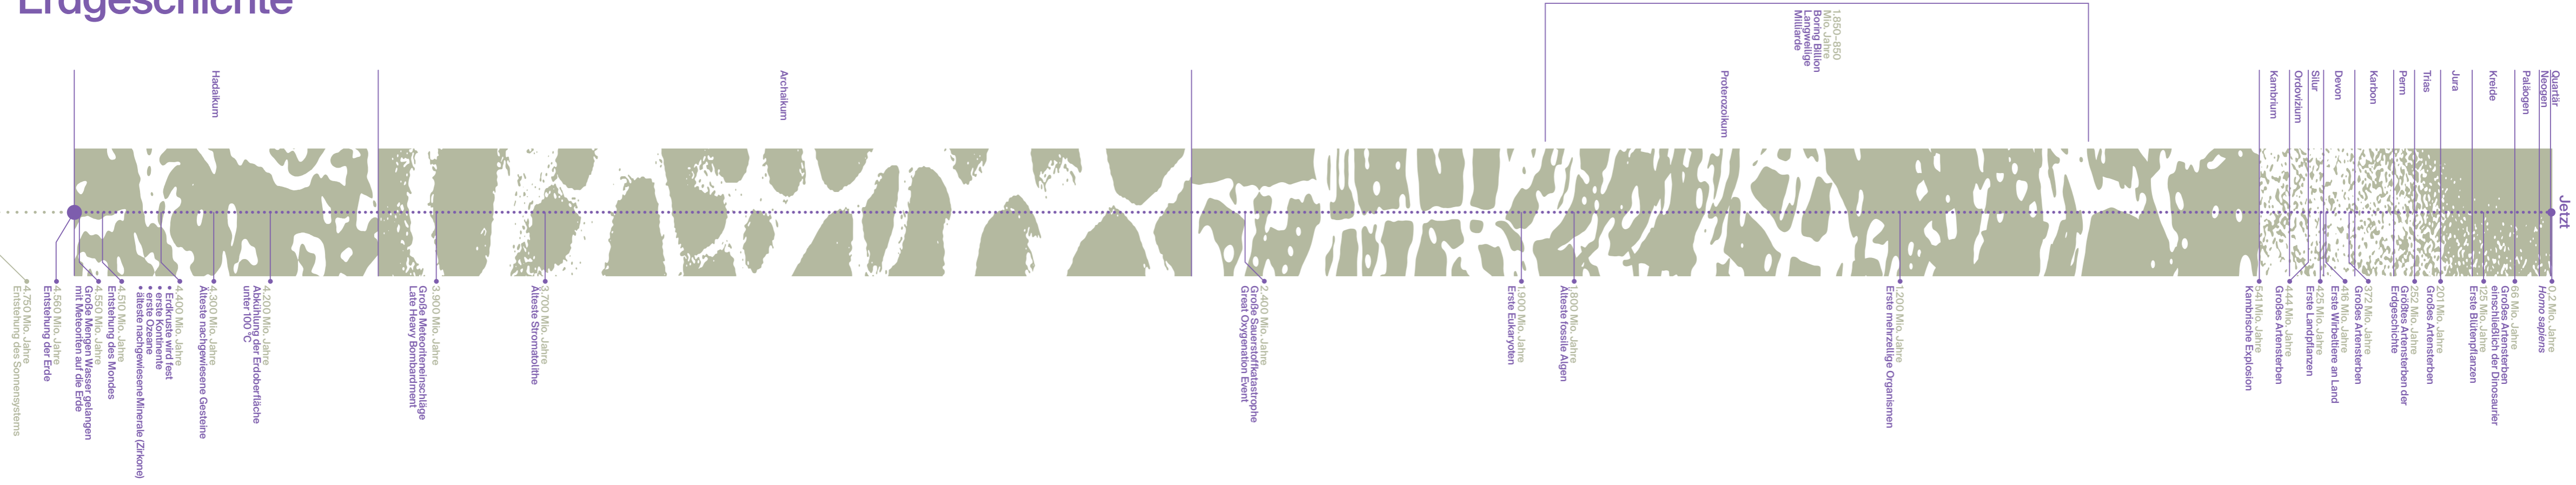 Erdgeschichte
1.850–850
Mio. Jahre
Boring Billion
Langweilige
Milliarde
Hadaikum
Archaikum
Proterozoikum
Kambrium
Ordovizium
Silur
Devon
Karbon
Perm
Trias
Jura
Kreide
Paläogen
Neogen
Quartär
Jetzt
4.750 Mio. Jahre
Entstehung des Sonnensystems
4.560 Mio. Jahre
Entstehung der Erde
4.550 Mio. Jahre
Große Mengen Wasser gelangen
mit Meteoriten auf die Erde
4.510 Mio. Jahre
Entstehung des Mondes
4.400 Mio. Jahre
• Erdkruste wird fest
• erste Kontinente
• erste Ozeane
• älteste nachgewiesene Minerale (Zirkone)
4.300 Mio. Jahre
Älteste nachgewiesene Gesteine
4.200 Mio. Jahre
Abkühlung der Erdoberfläche
unter 100 °C
3.900 Mio. Jahre
Große Meteoriteneinschläge
Late Heavy Bombardment
3.700 Mio. Jahre
Älteste Stromatolithe
2.400 Mio. Jahre
Große Sauerstoffkatastrophe
Great Oxygenation Event
1.900 Mio. Jahre
Erste Eukaryoten
1.800 Mio. Jahre
Älteste fossile Algen
1.200 Mio. Jahre
Erste mehrzellige Organismen
541 Mio. Jahre
Kambrische Explosion
444 Mio. Jahre
Großes Artensterben
425 Mio. Jahre
Erste Landpflanzen
416 Mio. Jahre
Erste Wirbeltiere an Land
372 Mio. Jahre
Großes Artensterben
252 Mio. Jahre
Größtes Artensterben der
Erdgeschichte
201 Mio. Jahre
Großes Artensterben
125 Mio. Jahre
Erste Blütenpflanzen
66 Mio. Jahre
Großes Artensterben
einschließlich der Dinosaurier
0,2 Mio. Jahre
Homo sapiens